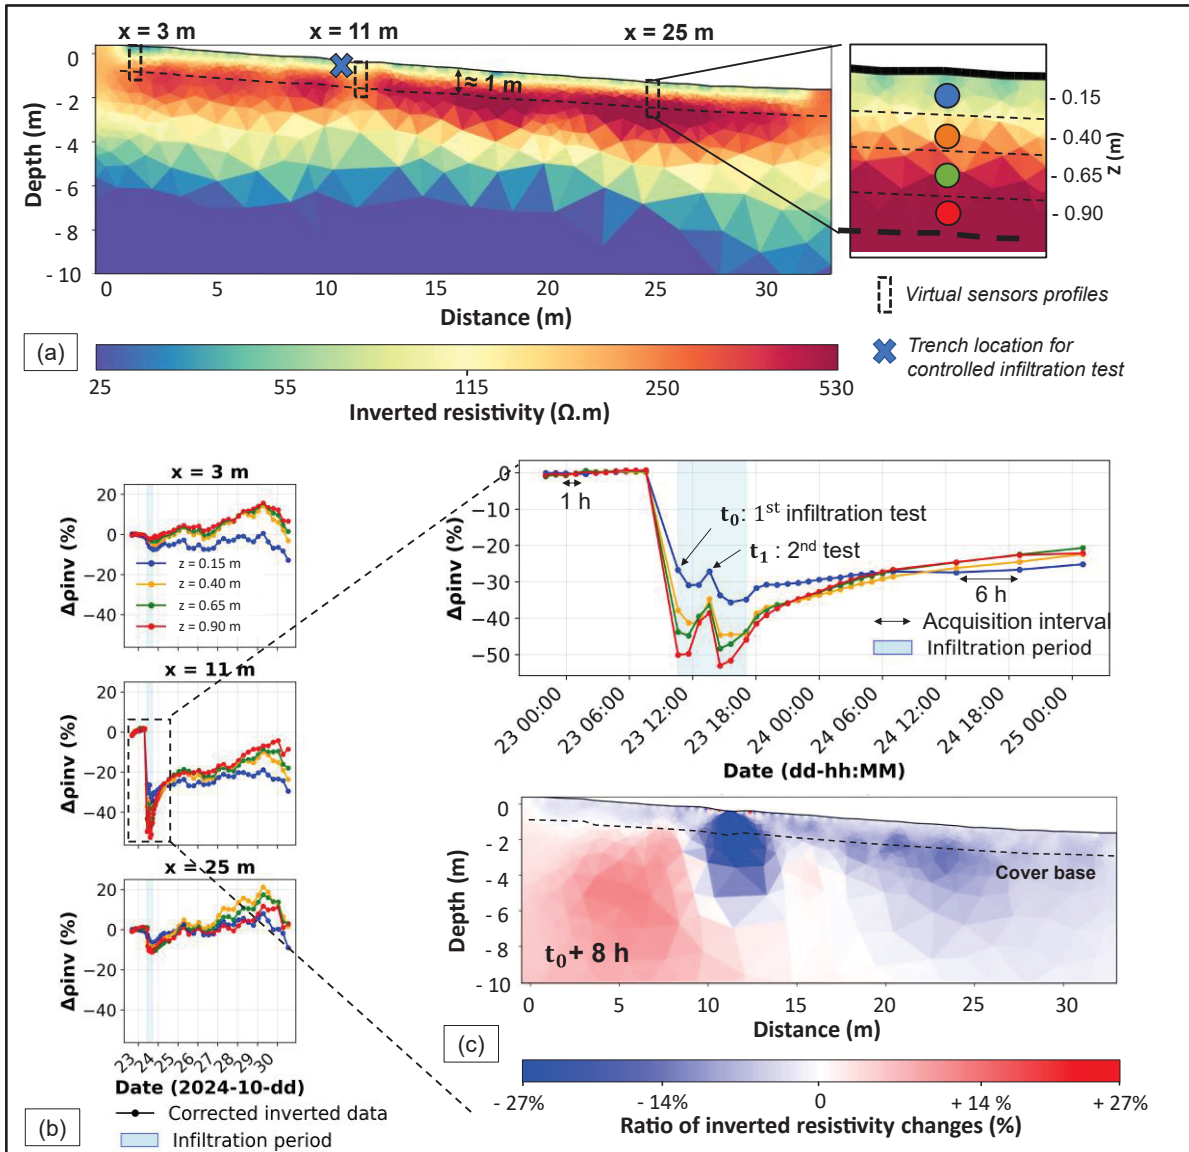 x = 3 m
x = 11 m
x = 25 m
0
- 2
- 4
- 6
- 8
- 10
Depth (m)
≈ 1 m
0
5
10
15
20
25
30
Distance (m)
- 0.15
- 0.40
- 0.65
- 0.90
Z (m)
Virtual sensors profiles
Trench location for
controlled infiltration test
(a)
25
55
115
250
530
Inverted resistivity (Ω.m)
x = 3 m
20
0
−20
−40
Δρinv (%)
z = 0.15 m
z = 0.40 m
z = 0.65 m
z = 0.90 m
x = 11 m
20
0
−20
−40
Δρinv (%)
x = 25 m
20
0
−20
−40
Δρinv (%)
23
24
25
26
27
28
29
30
Date (2024-10-dd)
Corrected inverted data
Infiltration period
(b)
0
−10
−20
−30
−40
−50
Δρinv (%)
1 h
t0: 1st infiltration test
t1 : 2nd test
6 h
Acquisition interval
Infiltration period
23 00:00
23 06:00
23 12:00
23 18:00
24 00:00
24 06:00
24 12:00
24 18:00
25 00:00
Date (dd-hh:MM)
0
- 2
- 4
- 6
- 8
- 10
Depth (m)
Cover base
t0+ 8 h
0
5
10
15
20
25
30
Distance (m)
(c)
- 27%
- 14%
0
+ 14 %
+ 27%
Ratio of inverted resistivity changes (%)